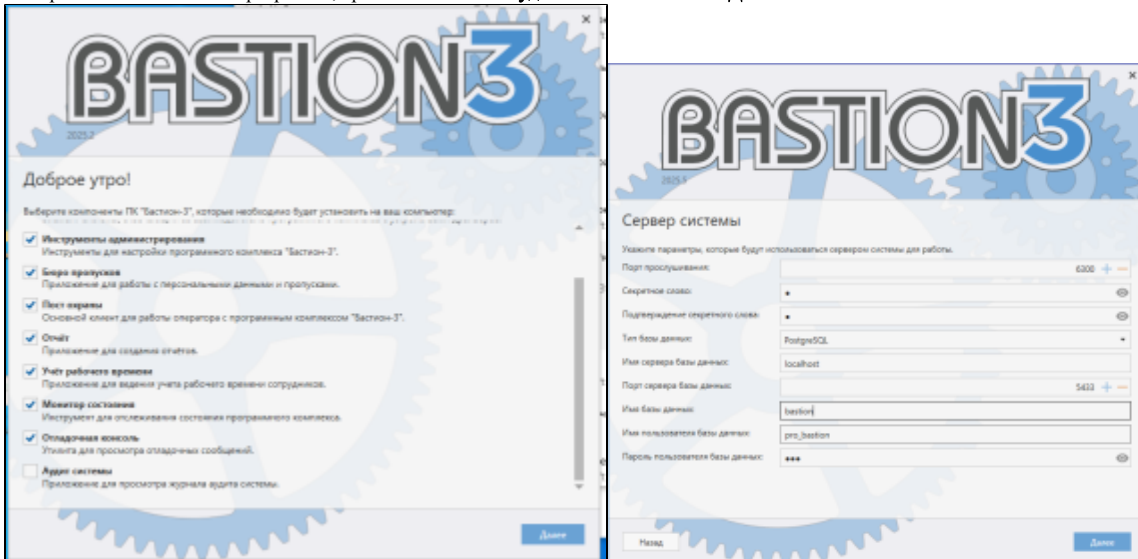 BASTION3
2025.2
Доброе утро!
Выберите компоненты ПК "Бастион-3", которые необходимо будет установить на ваш компьютер:
Инструменты администрирования
Инструменты для настройки программного комплекса "Бастион-3".
Бюро пропусков
Приложение для работы с персональными данными и пропусками.
Пост охраны
Основной клиент для работы оператора с программным комплексом "Бастион-3".
Отчёт
Приложение для создания отчётов.
Учёт рабочего времени
Приложение для ведения учета рабочего времени сотрудников.
Монитор состояния
Инструмент для отслеживания состояния программного комплекса.
Отладочная консоль
Утилита для просмотра отладочных сообщений.
Аудит системы
Приложение для просмотра журнала аудита системы.
Далее
BASTION3
Сервер системы
Укажите параметры, которые будут использоваться сервером системы для работы.
Порт прослушивания:
6300
Секретное слово:
Подтверждение секретного слова:
Тип базы данных:
PostgreSQL
Имя сервера базы данных:
localhost
Порт сервера базы данных:
5433
Имя базы данных:
bastion
Имя пользователя базы данных:
pro_bastion
Пароль пользователя базы данных:
Назад
Далее